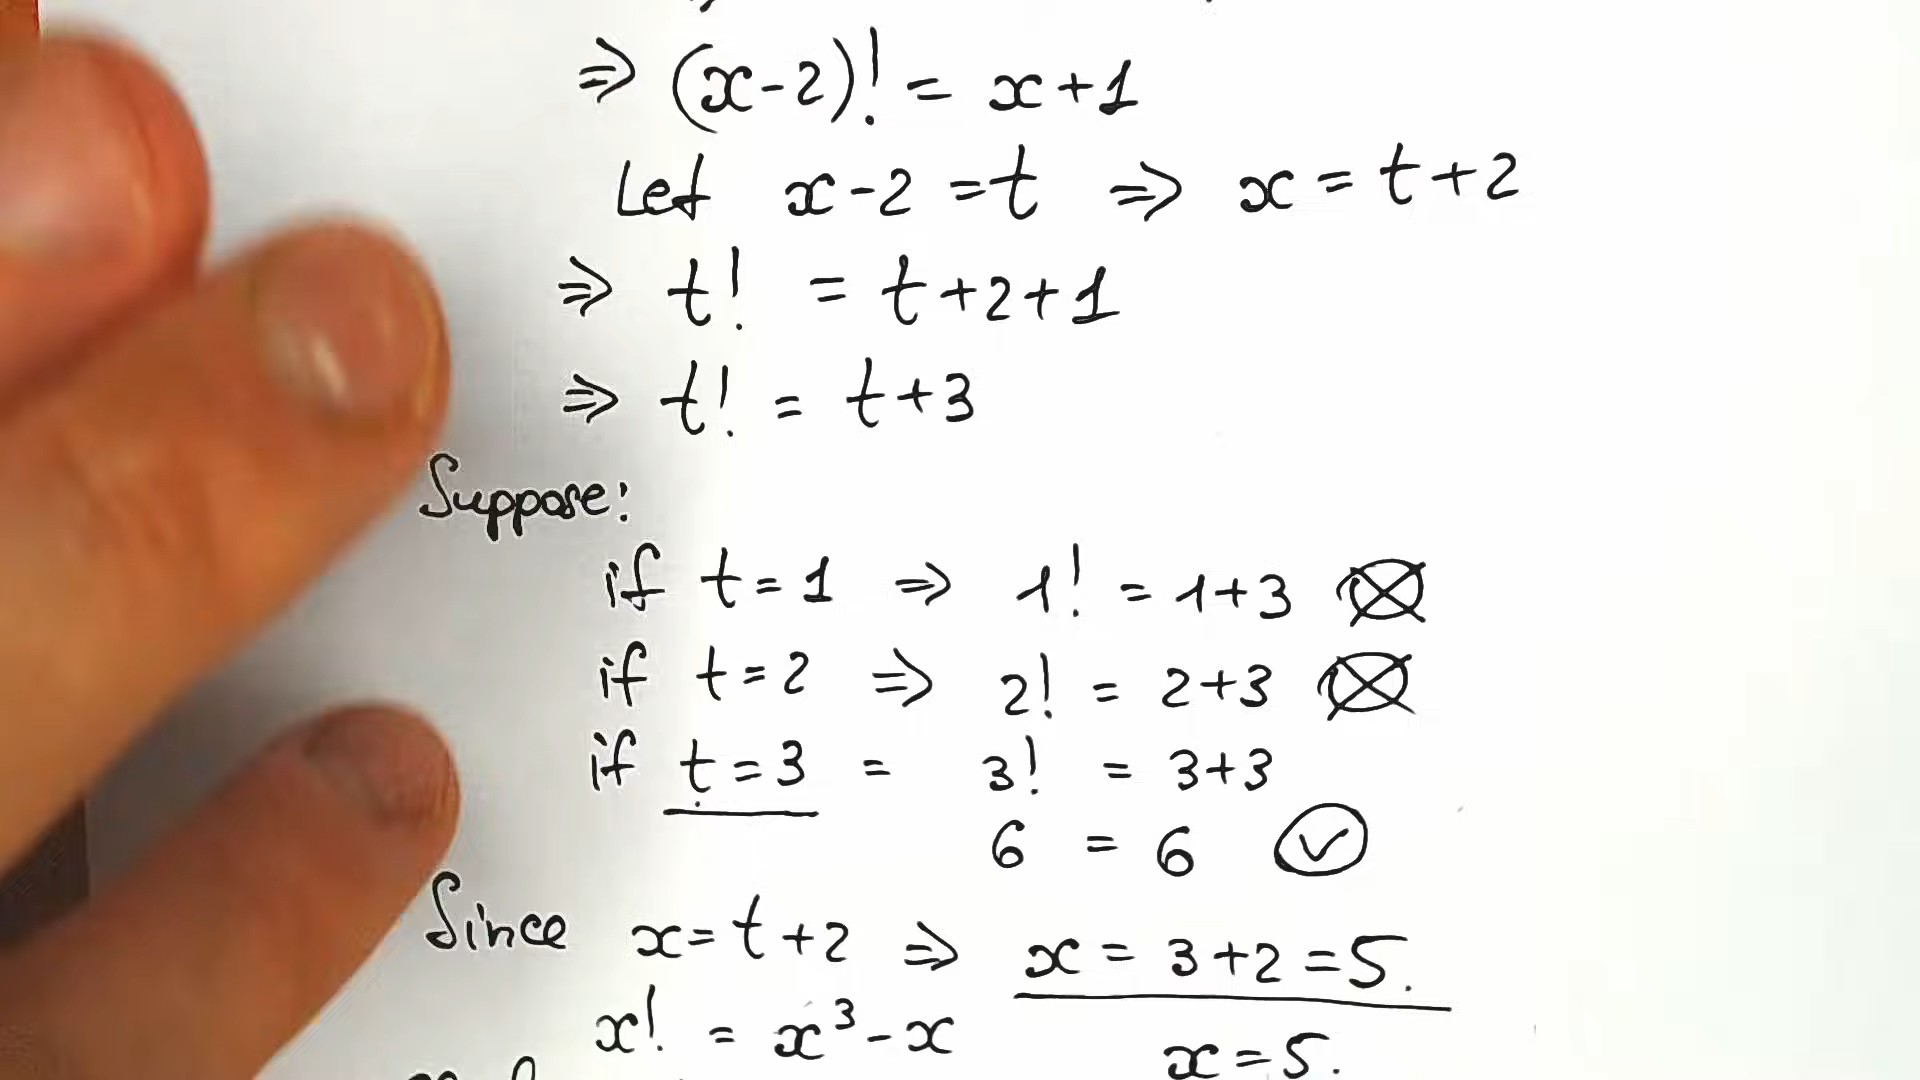 ⇒ (x-2)! = x+1
Let x-2 = t ⇒ x = t+2
⇒ t! = t+2+1
⇒ t! = t+3
Suppose:
if t = 1 ⇒ 1! = 1+3
if t = 2 ⇒ 2! = 2+3
if t = 3 = 3! = 3+3
6 = 6
Since x = t+2 ⇒ x = 3+2 = 5.
x! = x³ - x
x = 5.